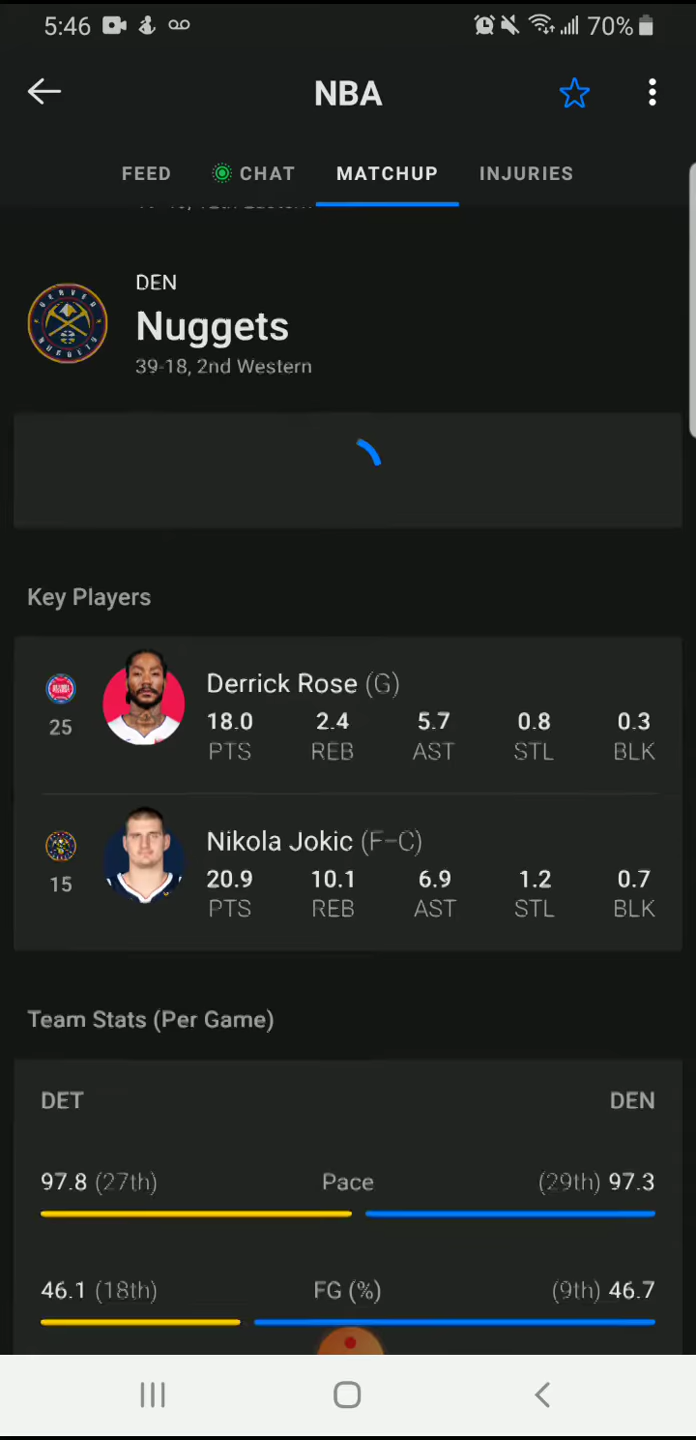 5:46 70%
NBA
FEED CHAT MATCHUP INJURIES
DEN
Nuggets
39-18, 2nd Western
Key Players
Derrick Rose (G)
25
18.0 2.4 5.7 0.8 0.3
PTS REB AST STL BLK
Nikola Jokic (F-C)
15
20.9 10.1 6.9 1.2 0.7
PTS REB AST STL BLK
Team Stats (Per Game)
DET DEN
97.8 (27th) Pace (29th) 97.3
46.1 (18th) FG (%) (9th) 46.7